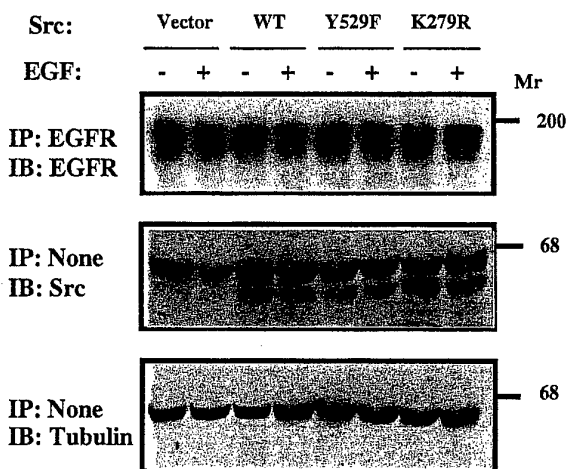 Src: Vector WT Y529F K279R
EGF: - + - + - + - +
Mr
200
IP: EGFR
IB: EGFR
68
IP: None
IB: Src
68
IP: None
IB: Tubulin